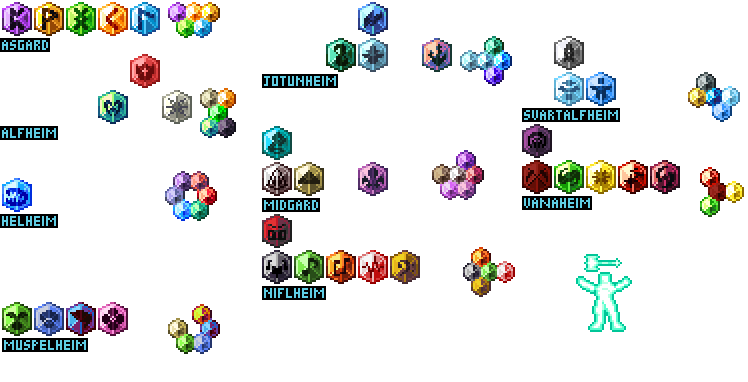 ASGARD
JOTUNHEIM
SVARTALFHEIM
ALFHEIM
MIDGARD
VANAHEIM
HELHEIM
NIFLHEIM
MUSPELHEIM